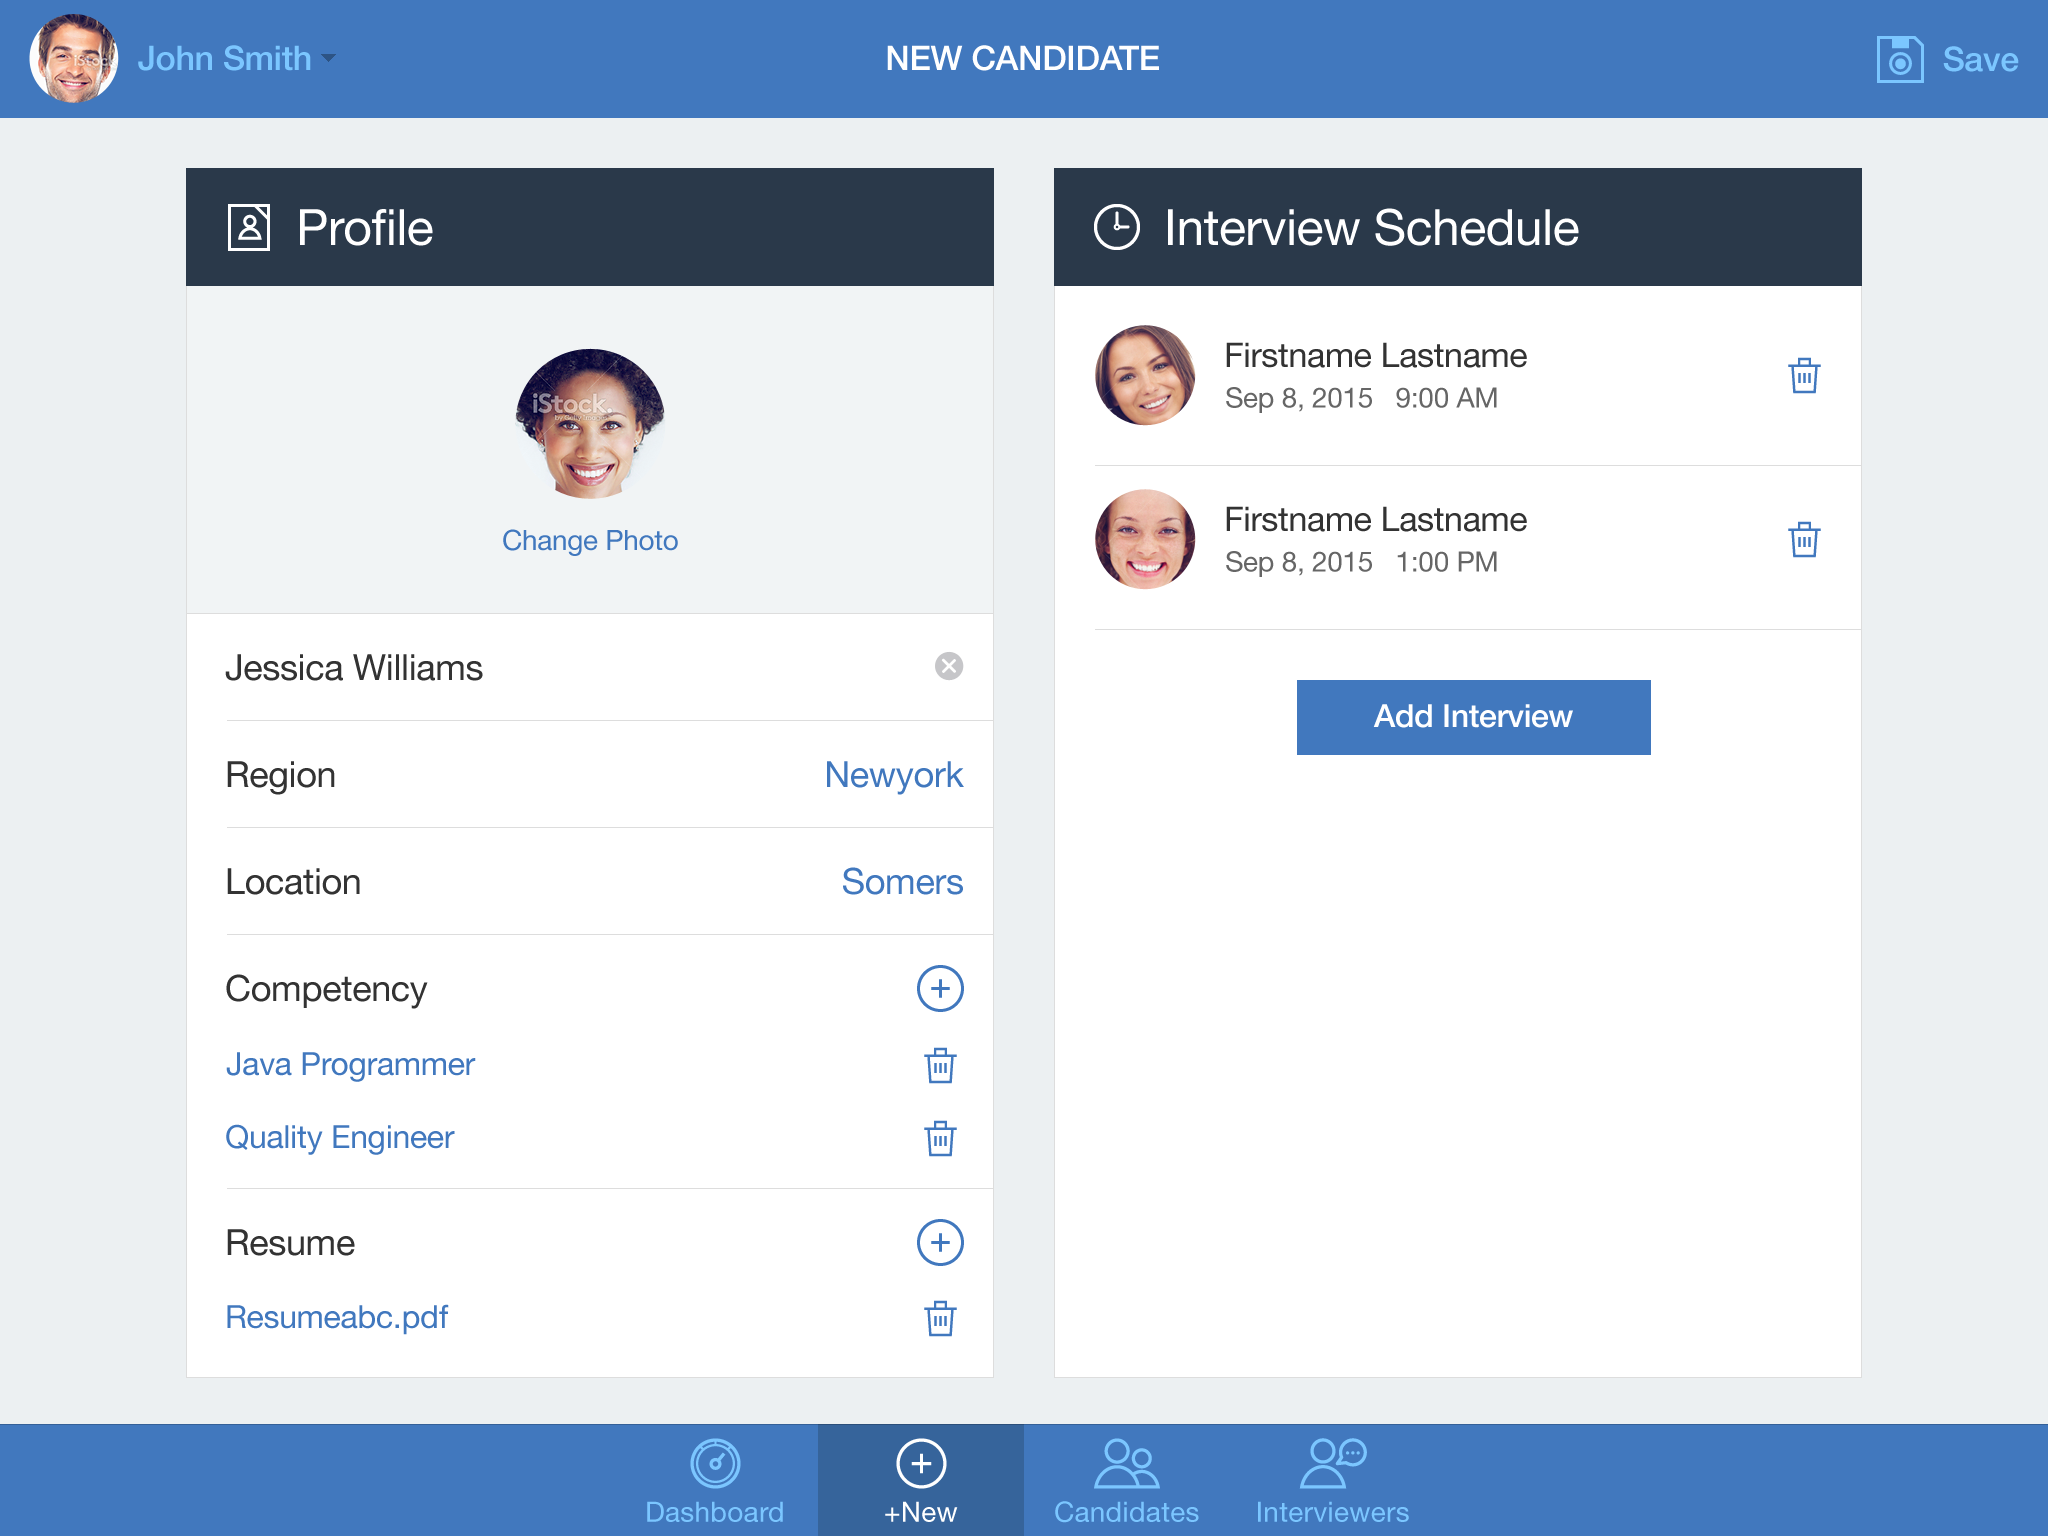 John Smith
NEW CANDIDATE
Save
Profile
iStock.
Change Photo
Jessica Williams
Region
Newyork
Location
Somers
Competency
Java Programmer
Quality Engineer
Resume
Resumeabc.pdf
Interview Schedule
Firstname Lastname
Sep 8, 2015 9:00 AM
Firstname Lastname
Sep 8, 2015 1:00 PM
Add Interview
Dashboard
+New
Candidates
Interviewers